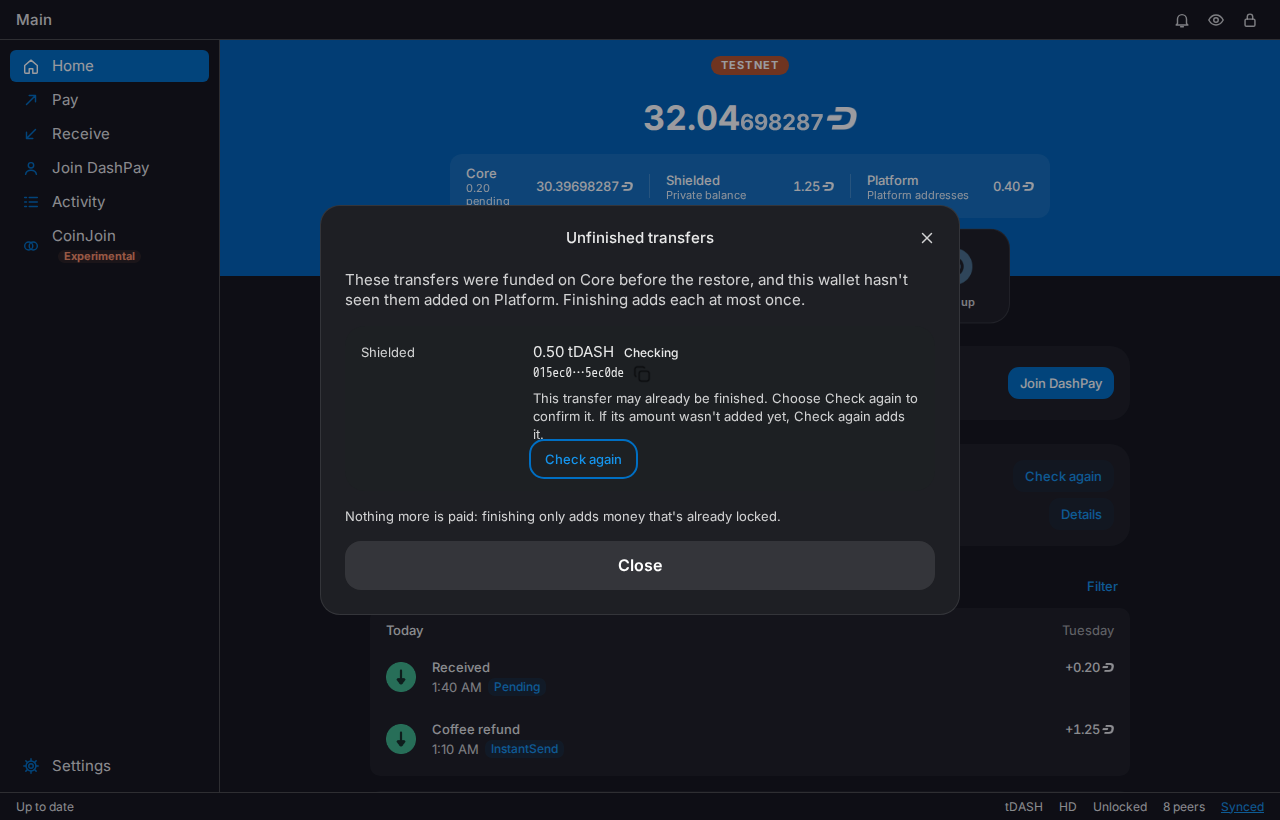 Main
Home
Pay
Receive
Join DashPay
Activity
CoinJoin
Experimental
Settings
TESTNET
32.04698287
Core
0.20
pending
30.39698287
Shielded
Private balance
1.25
Platform
Platform addresses
0.40
up
Join DashPay
Check again
Details
Filter
Unfinished transfers
These transfers were funded on Core before the restore, and this wallet hasn't
seen them added on Platform. Finishing adds each at most once.
Shielded
0.50 tDASH Checking
015ec0···5ec0de
This transfer may already be finished. Choose Check again to
confirm it. If its amount wasn't added yet, Check again adds
it.
Check again
Nothing more is paid: finishing only adds money that's already locked.
Close
Today
Tuesday
Received
+0.20
1:40 AM Pending
Coffee refund
+1.25
1:10 AM InstantSend
Up to date
tDASH HD Unlocked 8 peers Synced